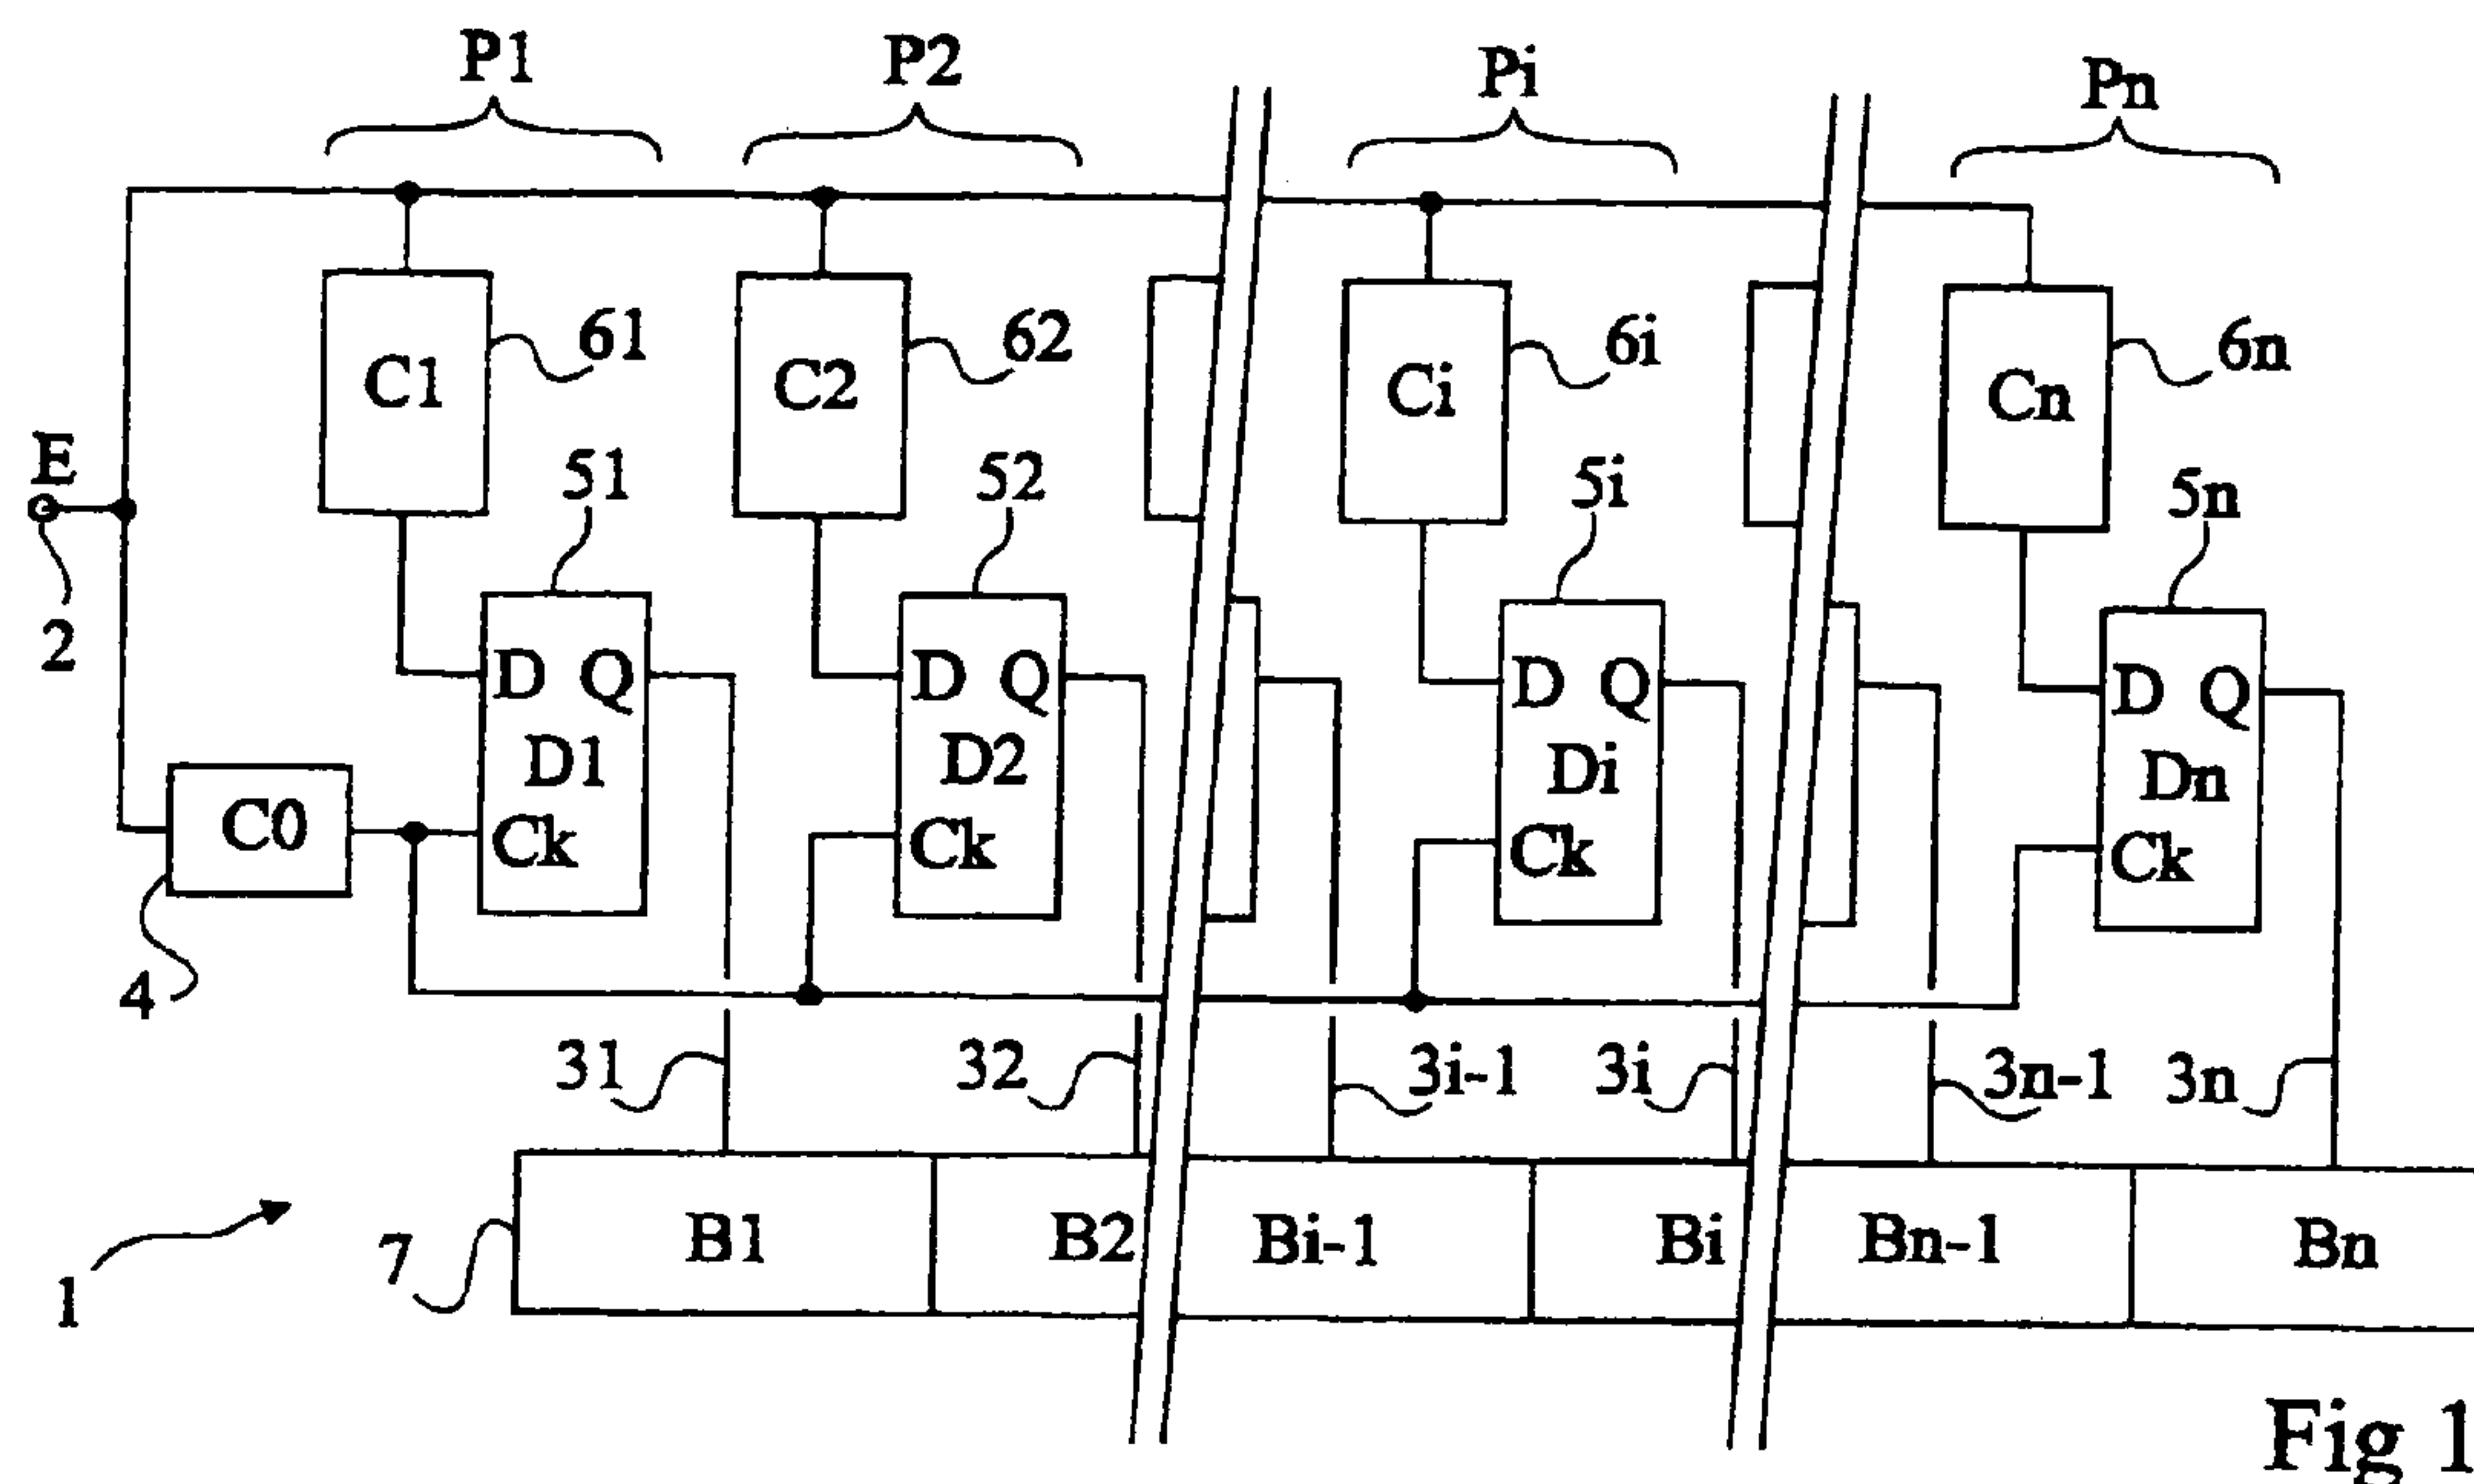 P1 P2 Pi Pn
C1 61 C2 62 Ci 6i Cn 6n
E 51 52 5i 5n
2
D Q D Q D Q D Q
D1 D2 Di Dn
C0 Ck Ck Ck Ck
4
31 32 3i-1 3i 3n-1 3n
7 B1 B2 Bi-1 Bi Bn-1 Bn
1
Fig 1